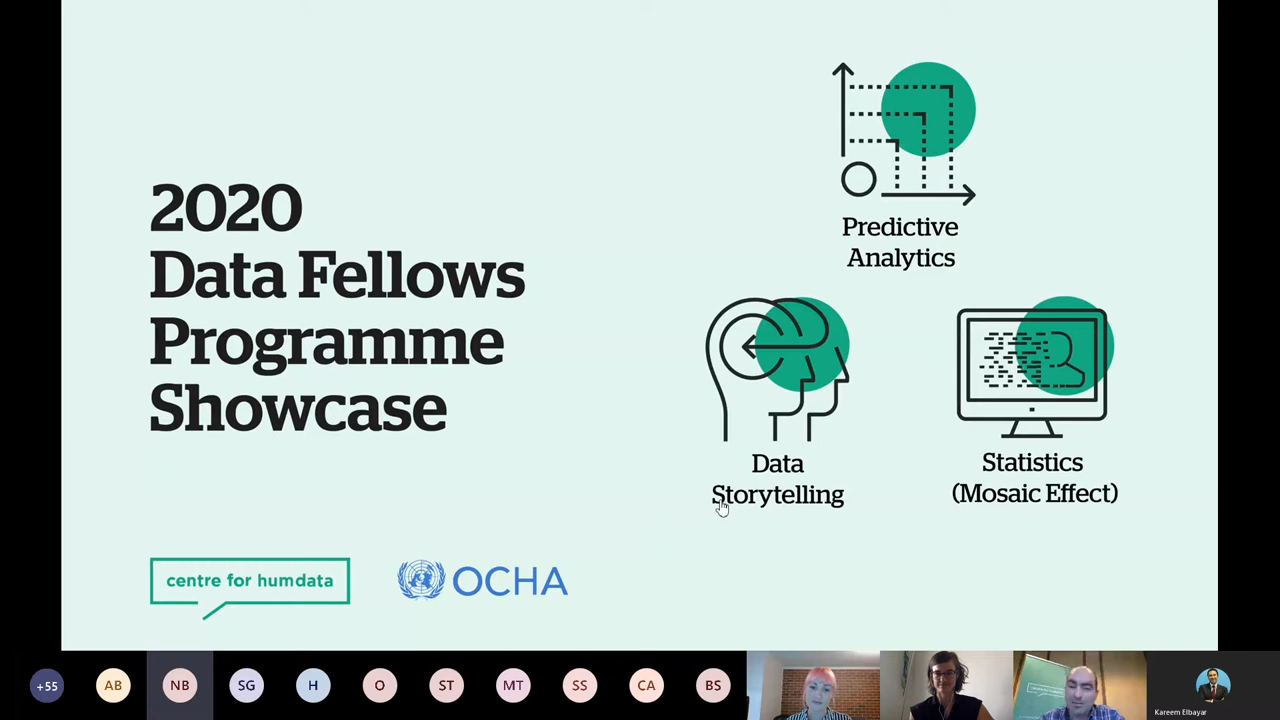 2020
Data Fellows
Programme
Showcase
Predictive
Analytics
Data
Storytelling
Statistics
(Mosaic Effect)
centre for humdata
OCHA
+55
AB
NB
SG
H
O
ST
MT
SS
CA
BS
Kareem Elbayar